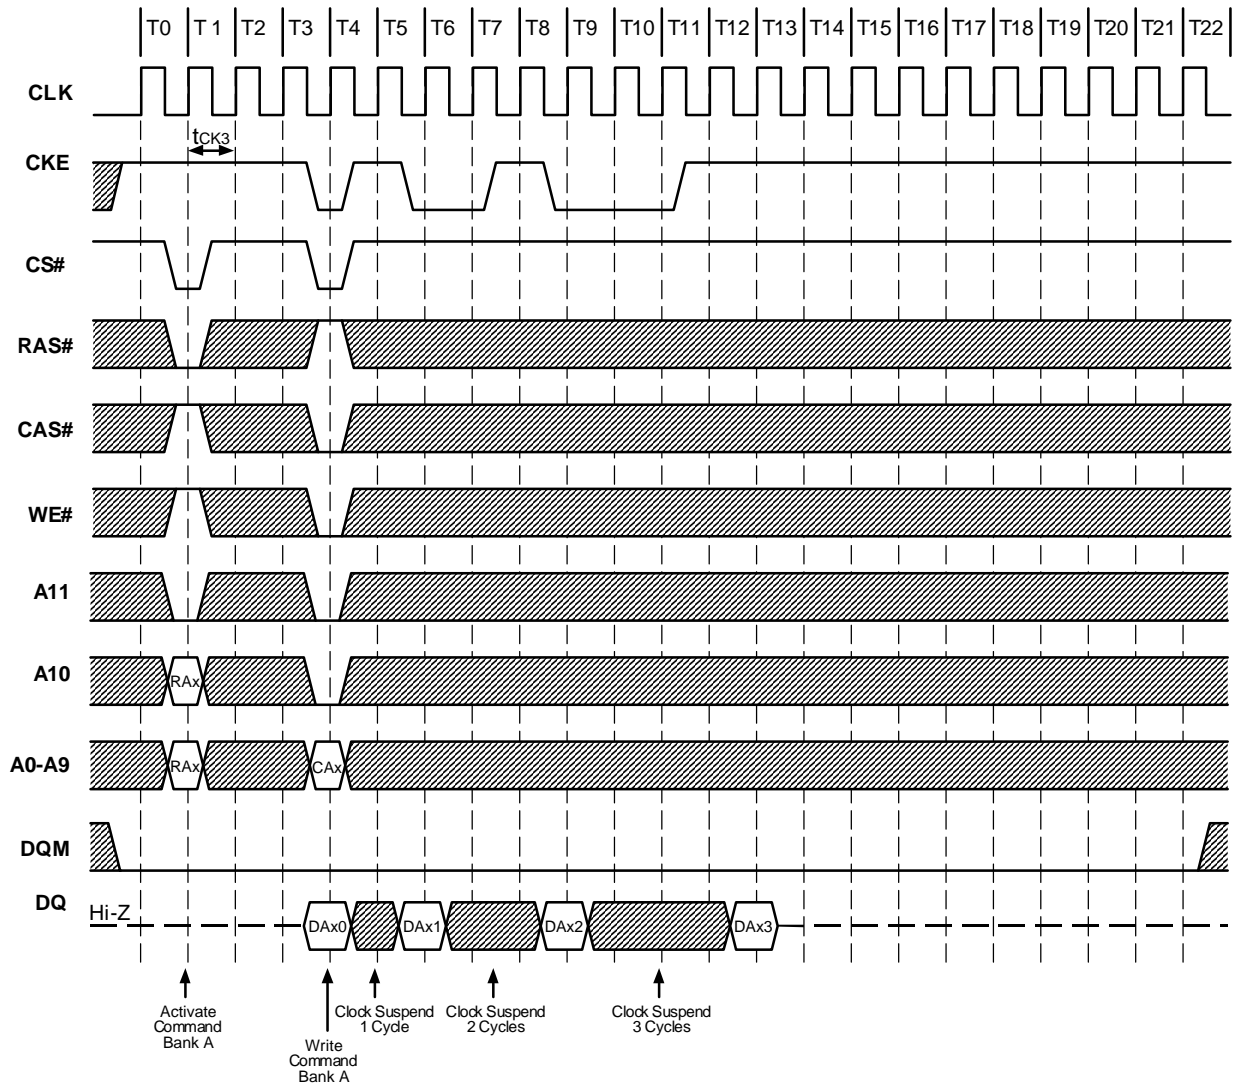 T0 T1 T2 T3 T4 T5 T6 T7 T8 T9 T10 T11 T12 T13 T14 T15 T16 T17 T18 T19 T20 T21 T22
CLK
tCK3
CKE
CS#
RAS#
CAS#
WE#
A11
A10 RAx
A0-A9 RAx CAx
DQM
DQ
Hi-Z DAx0 DAx1 DAx2 DAx3
Activate
Command
Bank A
Write
Command
Bank A
Clock Suspend
1 Cycle
Clock Suspend
2 Cycles
Clock Suspend
3 Cycles